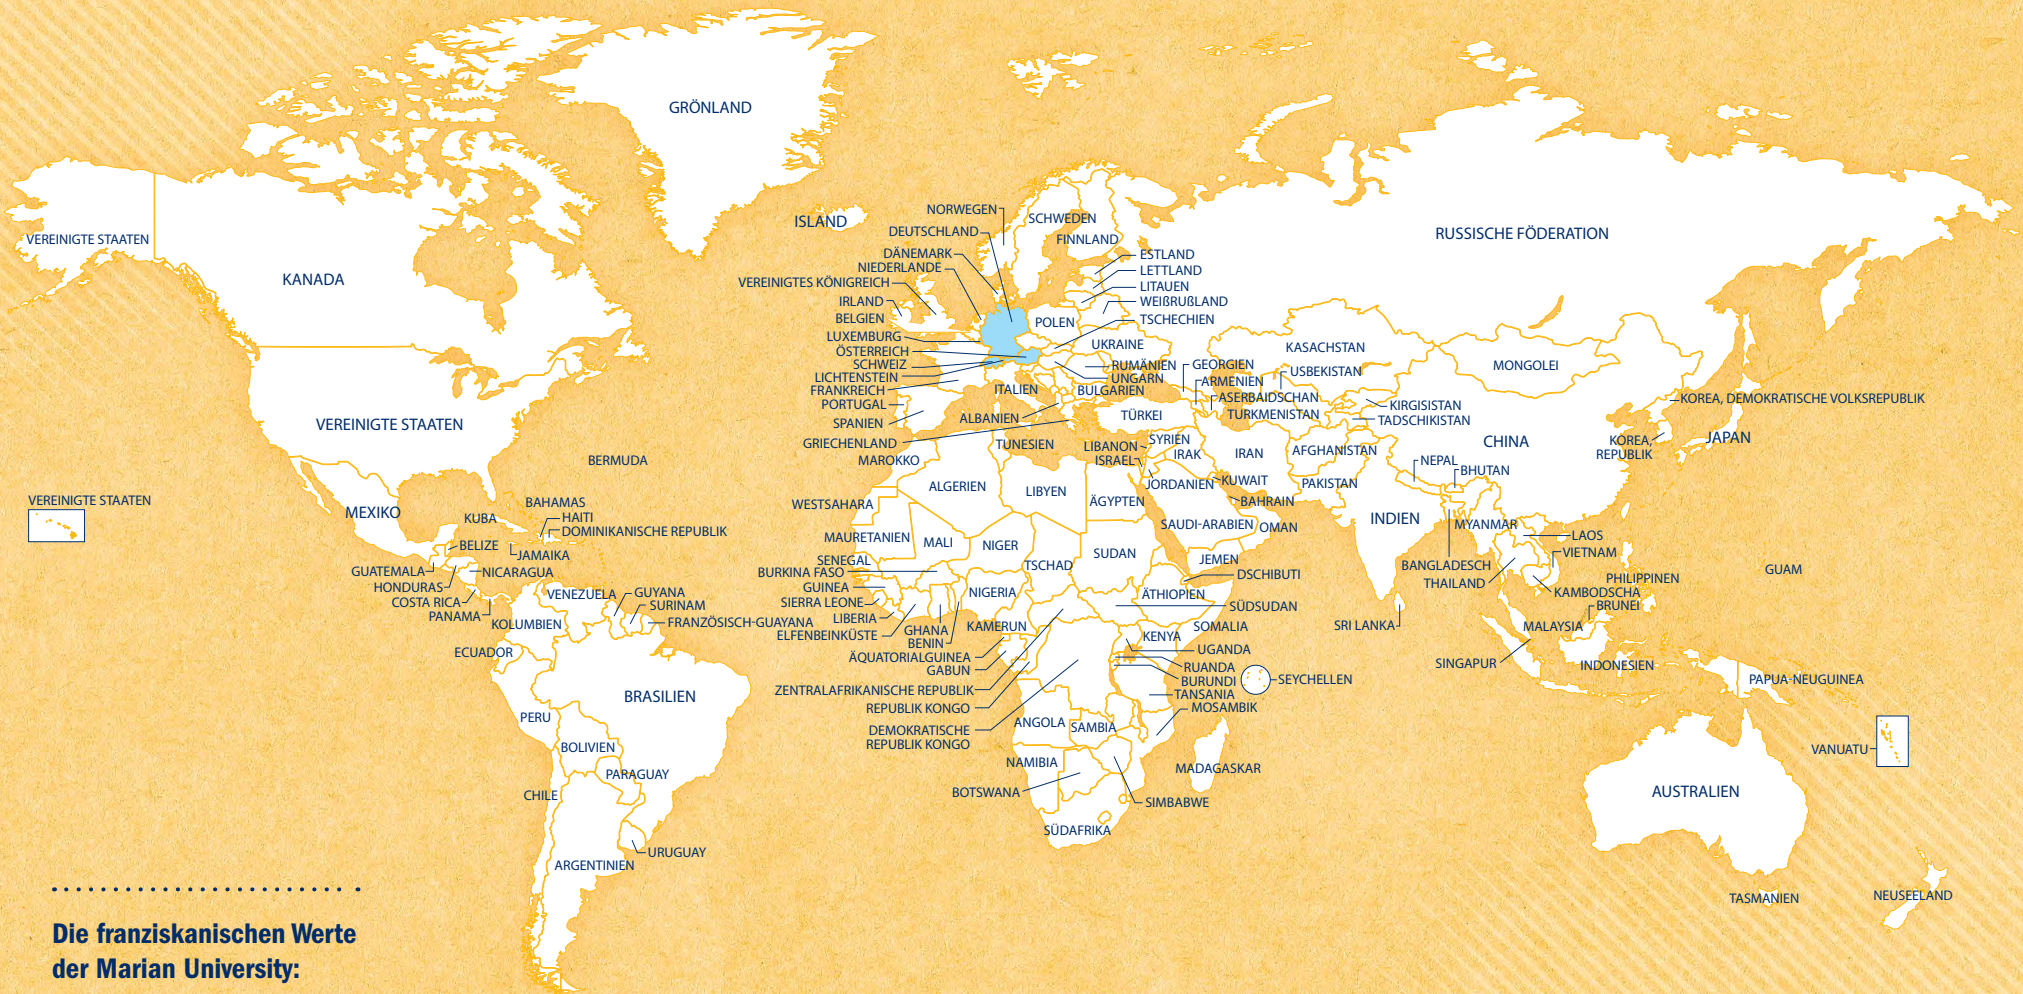 GRÖNLAND
ISLAND
VEREINIGTE STAATEN
KANADA
VEREINIGTE STAATEN
BERMUDA
VEREINIGTE STAATEN
MEXIKO
KUBA
BAHAMAS
HAITI
DOMINIKANISCHE REPUBLIK
BELIZE
JAMAIKA
GUATEMALA
NICARAGUA
HONDURAS
COSTA RICA
PANAMA
VENEZUELA
GUYANA
SURINAM
FRANZÖSISCH-GUAYANA
KOLUMBIEN
ECUADOR
BRASILIEN
PERU
BOLIVIEN
PARAGUAY
CHILE
URUGUAY
ARGENTINIEN
NORWEGEN
SCHWEDEN
DEUTSCHLAND
FINNLAND
DÄNEMARK
NIEDERLANDE
VEREINIGTES KÖNIGREICH
IRLAND
BELGIEN
LUXEMBURG
ÖSTERREICH
SCHWEIZ
LICHTENSTEIN
FRANKREICH
PORTUGAL
SPANIEN
GRIECHENLAND
ESTLAND
LETTLAND
LITAUEN
WEIẞRUẞLAND
POLEN
TSCHECHIEN
UKRAINE
RUMÄNIEN
UNGARN
BULGARIEN
ITALIEN
ALBANIEN
TÜRKEI
GEORGIEN
ARMENIEN
ASERBAIDSCHAN
TURKMENISTAN
USBEKISTAN
KASACHSTAN
RUSSISCHE FÖDERATION
MONGOLEI
KIRGISISTAN
TADSCHIKISTAN
CHINA
KOREA, DEMOKRATISCHE VOLKSREPUBLIK
KOREA,
REPUBLIK
JAPAN
LIBANON
ISRAEL
SYRIEN
IRAK
IRAN
AFGHANISTAN
JORDANIEN
KUWAIT
PAKISTAN
BAHRAIN
SAUDI-ARABIEN
OMAN
JEMEN
NEPAL
BHUTAN
INDIEN
MYANMAR
LAOS
VIETNAM
BANGLADESCH
THAILAND
KAMBODSCHA
PHILIPPINEN
GUAM
BRUNEI
SRI LANKA
MALAYSIA
SINGAPUR
INDONESIEN
PAPUA-NEUGUINEA
VANUATU
AUSTRALIEN
TASMANIEN
NEUSEELAND
MAROKKO
TUNESIEN
ALGERIEN
LIBYEN
ÄGYPTEN
WESTSAHARA
MAURETANIEN
MALI
NIGER
TSCHAD
SUDAN
SENEGAL
BURKINA FASO
GUINEA
SIERRA LEONE
LIBERIA
ELFENBEINKÜSTE
GHANA
BENIN
NIGERIA
KAMERUN
ÄTHIOPIEN
DSCHIBUTI
SÜDSUDAN
SOMALIA
KENYA
UGANDA
RUANDA
BURUNDI
SEYCHELLEN
TANSANIA
MOSAMBIK
ÄQUATORIALGUINEA
GABUN
ZENTRALAFRIKANISCHE REPUBLIK
REPUBLIK KONGO
DEMOKRATISCHE
REPUBLIK KONGO
ANGOLA
SAMBIA
NAMIBIA
BOTSWANA
MADAGASKAR
SIMBABWE
SÜDAFRIKA
Die franziskanischen Werte
der Marian University: